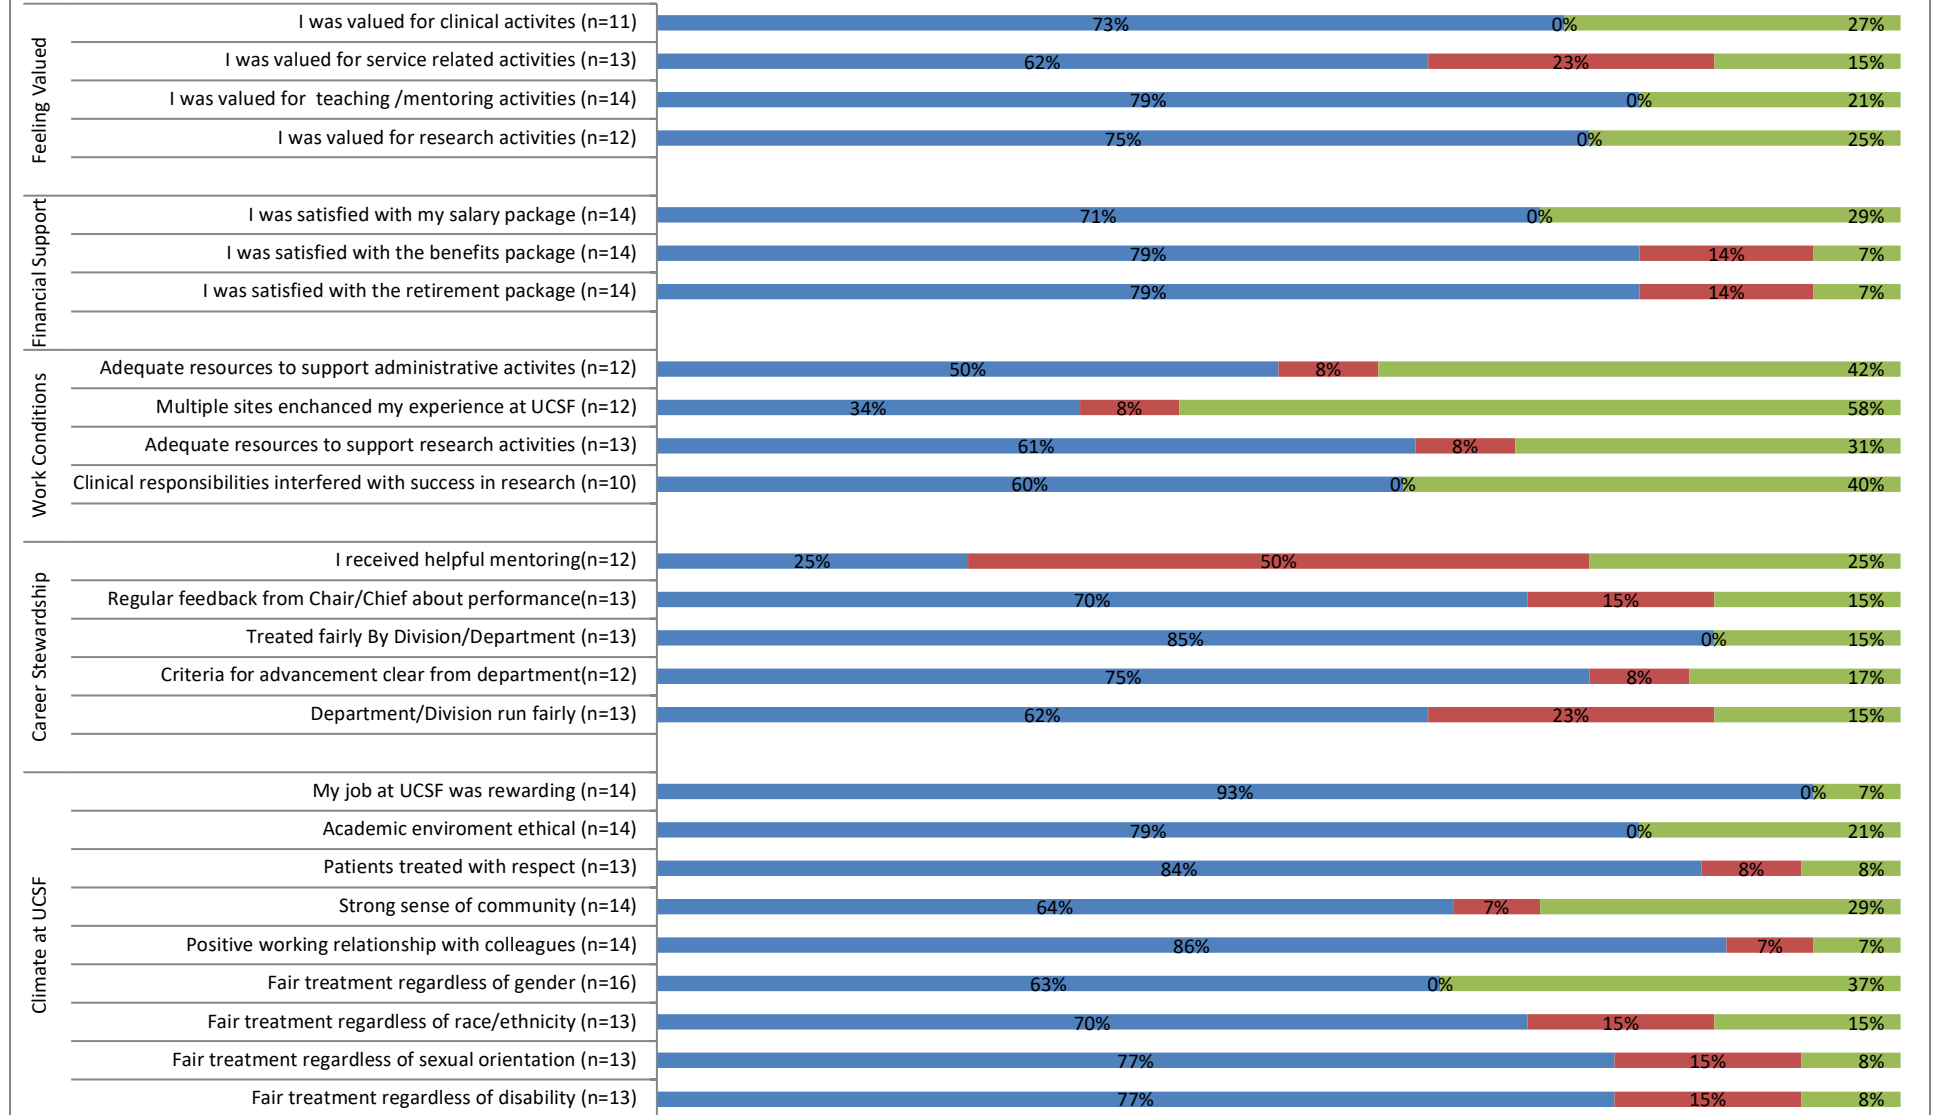 Feeling Valued
I was valued for clinical activites (n=11) 73% 0% 27%
I was valued for service related activities (n=13) 62% 23% 15%
I was valued for  teaching /mentoring activities (n=14) 79% 0% 21%
I was valued for research activities (n=12) 75% 0% 25%
Financial Support
I was satisfied with my salary package (n=14) 71% 0% 29%
I was satisfied with the benefits package (n=14) 79% 14% 7%
I was satisfied with the retirement package (n=14) 79% 14% 7%
Work Conditions
Adequate resources to support administrative activites (n=12) 50% 8% 42%
Multiple sites enchanced my experience at UCSF (n=12) 34% 8% 58%
Adequate resources to support research activities (n=13) 61% 8% 31%
Clinical responsibilities interfered with success in research (n=10) 60% 0% 40%
Career Stewardship
I received helpful mentoring(n=12) 25% 50% 25%
Regular feedback from Chair/Chief about performance(n=13) 70% 15% 15%
Treated fairly By Division/Department (n=13) 85% 0% 15%
Criteria for advancement clear from department(n=12) 75% 8% 17%
Department/Division run fairly (n=13) 62% 23% 15%
Climate at UCSF
My job at UCSF was rewarding (n=14) 93% 0% 7%
Academic enviroment ethical (n=14) 79% 0% 21%
Patients treated with respect (n=13) 84% 8% 8%
Strong sense of community (n=14) 64% 7% 29%
Positive working relationship with colleagues (n=14) 86% 7% 7%
Fair treatment regardless of gender (n=16) 63% 0% 37%
Fair treatment regardless of race/ethnicity (n=13) 70% 15% 15%
Fair treatment regardless of sexual orientation (n=13) 77% 15% 8%
Fair treatment regardless of disability (n=13) 77% 15% 8%